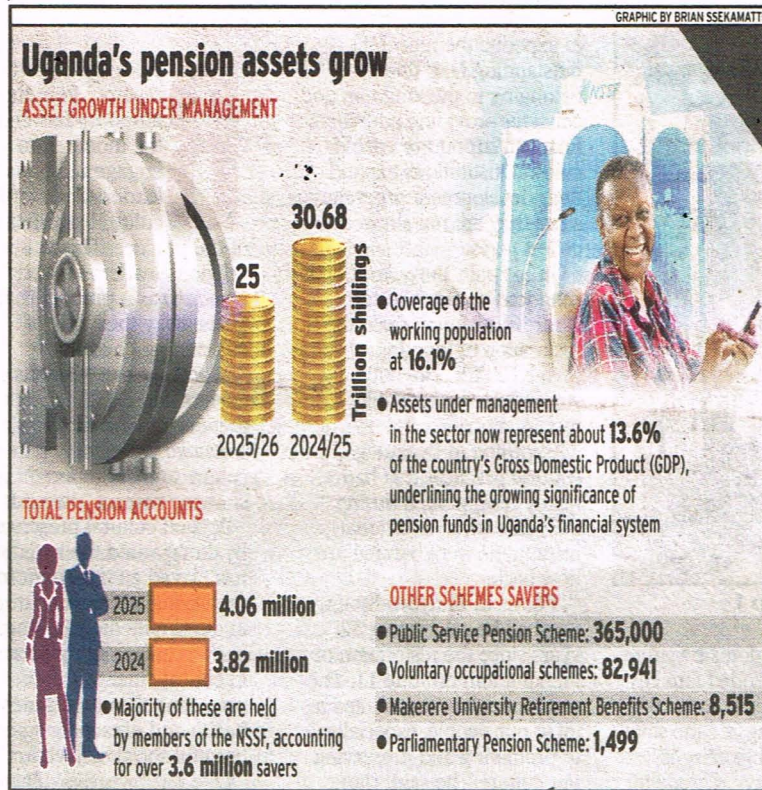 GRAPHIC BY BRIAN SSEKAMATT
Uganda's pension assets grow
ASSET GROWTH UNDER MANAGEMENT
NSSF
30.68
25
Trillion shillings
2025/26 2024/25
● Coverage of the
working population
at 16.1%
● Assets under management
in the sector now represent about 13.6%
of the country's Gross Domestic Product (GDP),
underlining the growing significance of
pension funds in Uganda's financial system
TOTAL PENSION ACCOUNTS
2025 4.06 million
2024 3.82 million
● Majority of these are held
by members of the NSSF, accounting
for over 3.6 million savers
OTHER SCHEMES SAVERS
● Public Service Pension Scheme: 365,000
● Voluntary occupational schemes: 82,941
● Makerere University Retirement Benefits Scheme: 8,515
● Parliamentary Pension Scheme: 1,499